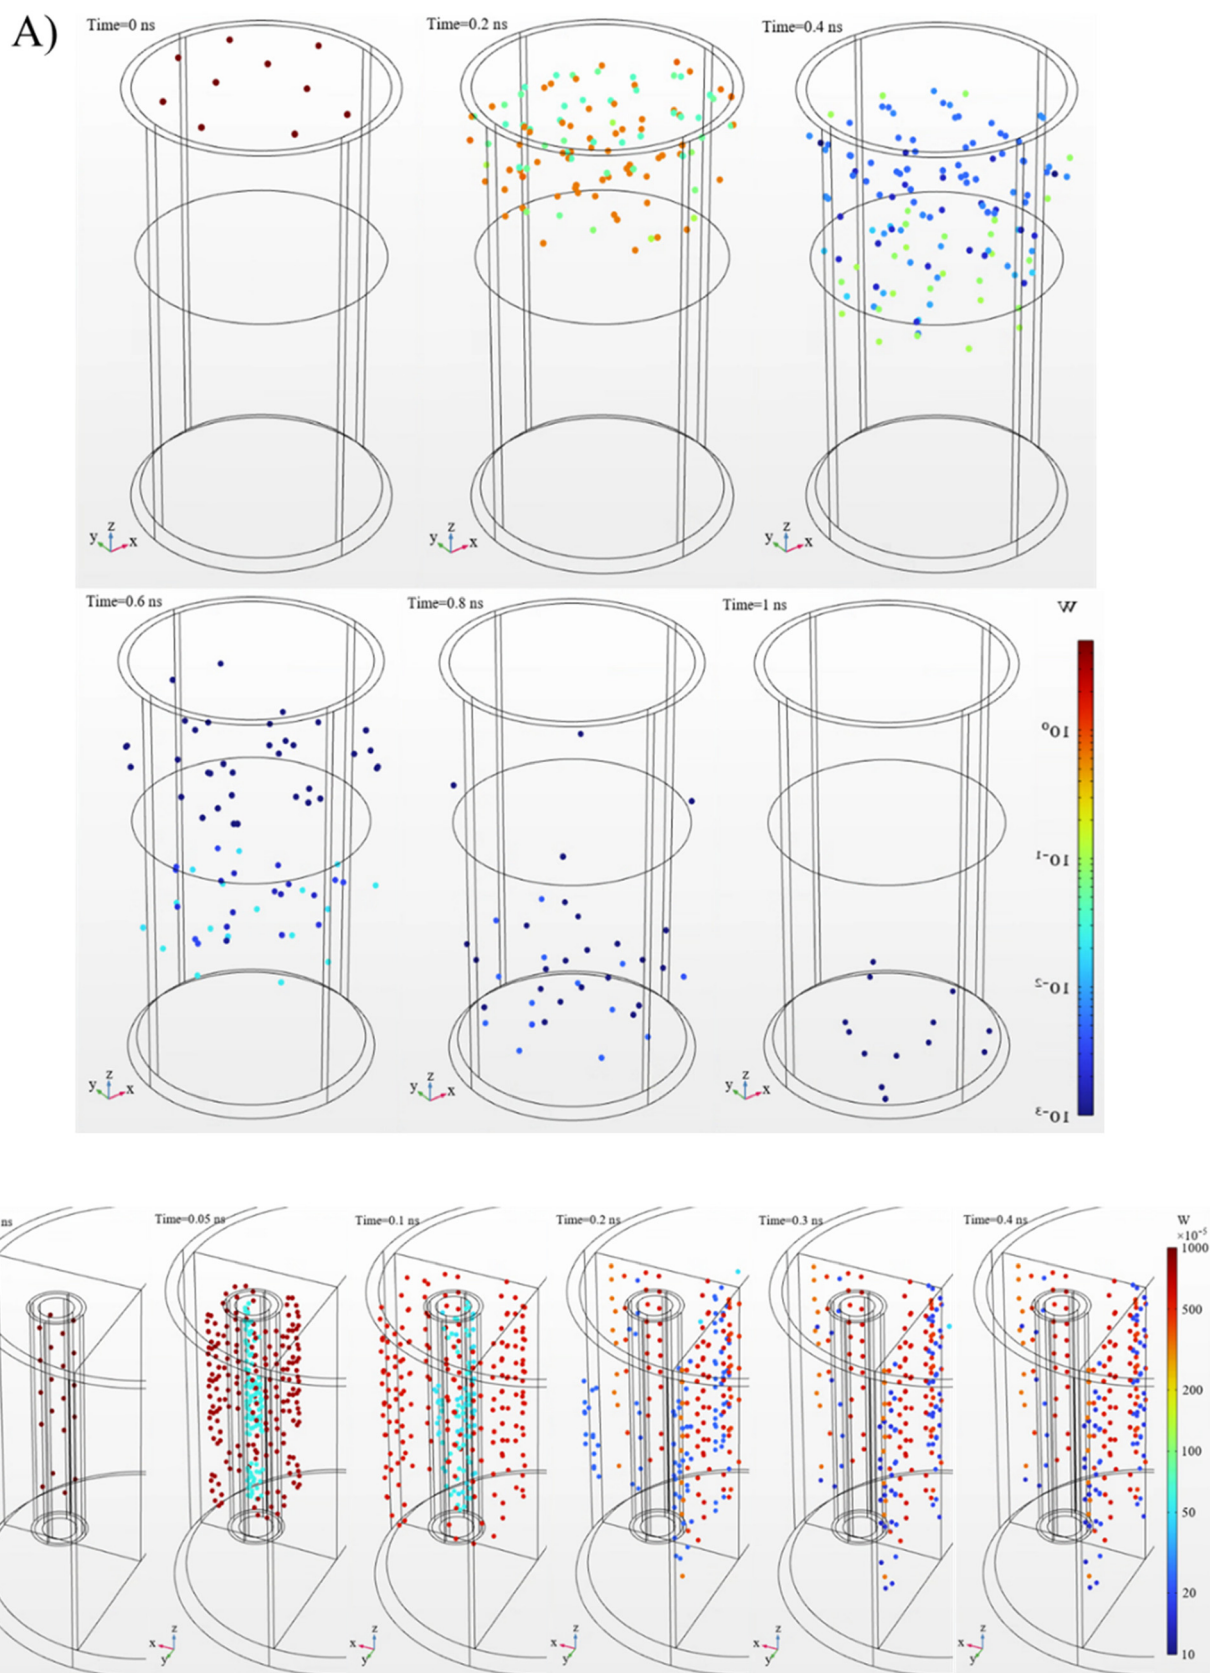 A)
Time=0 ns
Time=0.2 ns
Time=0.4 ns
z
y
x
z
y
x
z
y
x
Time=0.6 ns
Time=0.8 ns
Time=1 ns
W
10⁰
10⁻¹
10⁻²
10⁻³
z
y
x
z
y
x
z
y
x
ns
Time=0.05 ns
Time=0.1 ns
Time=0.2 ns
Time=0.3 ns
Time=0.4 ns
W
×10⁻⁵
1000
500
200
100
50
20
10
z
x
y
z
x
y
z
x
y
z
x
y
z
x
y